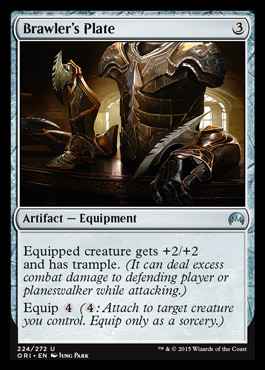 Brawler's Plate 3
Artifact — Equipment
Equipped creature gets +2/+2
and has trample. (It can deal excess
combat damage to defending player or
planeswalker while attacking.)
Equip 4 (4: Attach to target creature
you control. Equip only as a sorcery.)
224/272 U
ORI • EN Jung Park
™ & © 2015 Wizards of the Coast